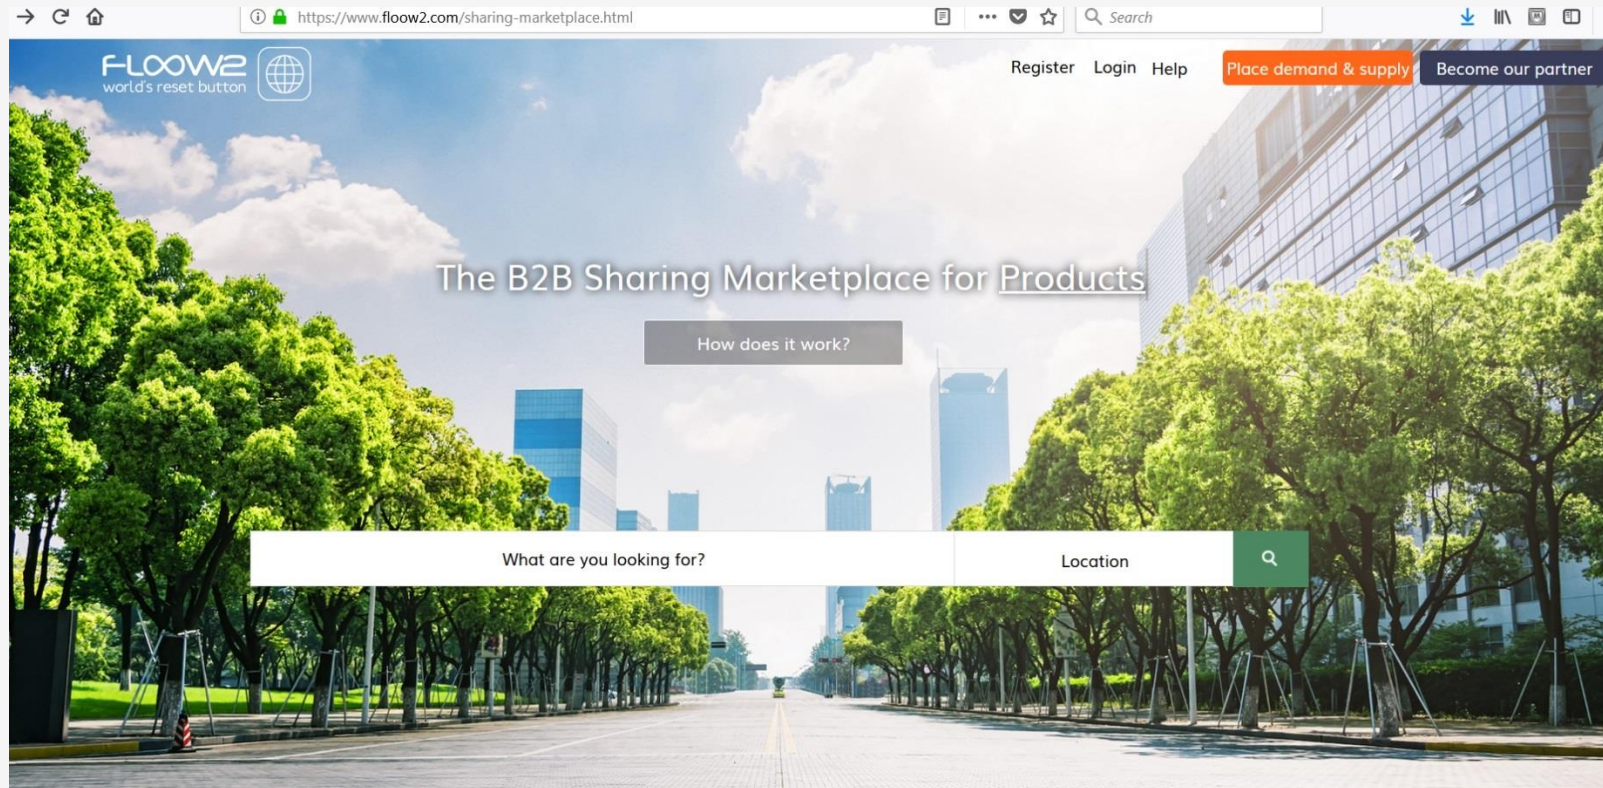 https://www.floow2.com/sharing-marketplace.html
Search
FLOOW2
world's reset button
Register
Login
Help
Place demand & supply
Become our partner
The B2B Sharing Marketplace for Products
How does it work?
What are you looking for?
Location